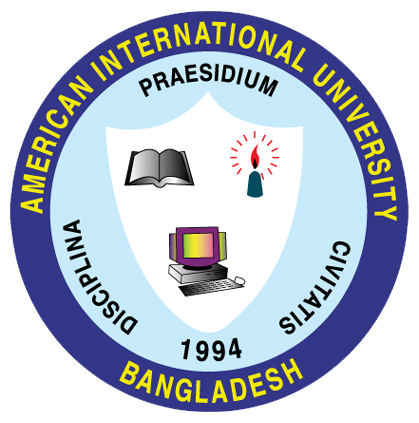 AMERICAN INTERNATIONAL UNIVERSITY
PRAESIDIUM
DISCIPLINA
CIVITATIS
1994
BANGLADESH